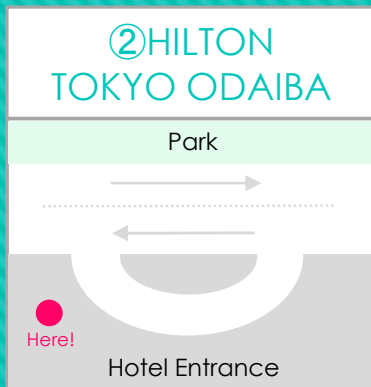 ②HILTON
TOKYO ODAIBA
Park
Here!
Hotel Entrance